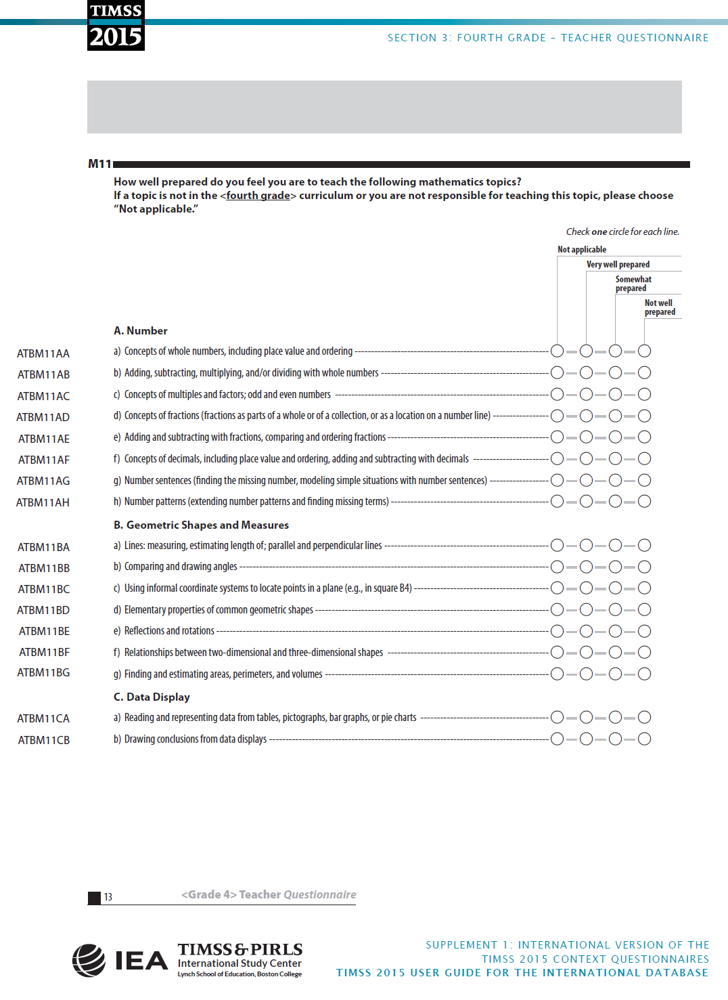 TIMSS
2015
SECTION 3: FOURTH GRADE – TEACHER QUESTIONNAIRE
M11
How well prepared do you feel you are to teach the following mathematics topics?
If a topic is not in the <fourth grade> curriculum or you are not responsible for teaching this topic, please choose
“Not applicable.”
Check one circle for each line.
Not applicable
Very well prepared
Somewhat
prepared
Not well
prepared
A. Number
ATBM11AA a) Concepts of whole numbers, including place value and ordering
ATBM11AB b) Adding, subtracting, multiplying, and/or dividing with whole numbers
ATBM11AC c) Concepts of multiples and factors; odd and even numbers
ATBM11AD d) Concepts of fractions (fractions as parts of a whole or of a collection, or as a location on a number line)
ATBM11AE e) Adding and subtracting with fractions, comparing and ordering fractions
ATBM11AF f) Concepts of decimals, including place value and ordering, adding and subtracting with decimals
ATBM11AG g) Number sentences (finding the missing number, modeling simple situations with number sentences)
ATBM11AH h) Number patterns (extending number patterns and finding missing terms)
B. Geometric Shapes and Measures
ATBM11BA a) Lines: measuring, estimating length of; parallel and perpendicular lines
ATBM11BB b) Comparing and drawing angles
ATBM11BC c) Using informal coordinate systems to locate points in a plane (e.g., in square B4)
ATBM11BD d) Elementary properties of common geometric shapes
ATBM11BE e) Reflections and rotations
ATBM11BF f) Relationships between two-dimensional and three-dimensional shapes
ATBM11BG g) Finding and estimating areas, perimeters, and volumes
C. Data Display
ATBM11CA a) Reading and representing data from tables, pictographs, bar graphs, or pie charts
ATBM11CB b) Drawing conclusions from data displays
13 <Grade 4> Teacher Questionnaire
IEA
TIMSS & PIRLS
International Study Center
Lynch School of Education, Boston College
SUPPLEMENT 1: INTERNATIONAL VERSION OF THE
TIMSS 2015 CONTEXT QUESTIONNAIRES
TIMSS 2015 USER GUIDE FOR THE INTERNATIONAL DATABASE